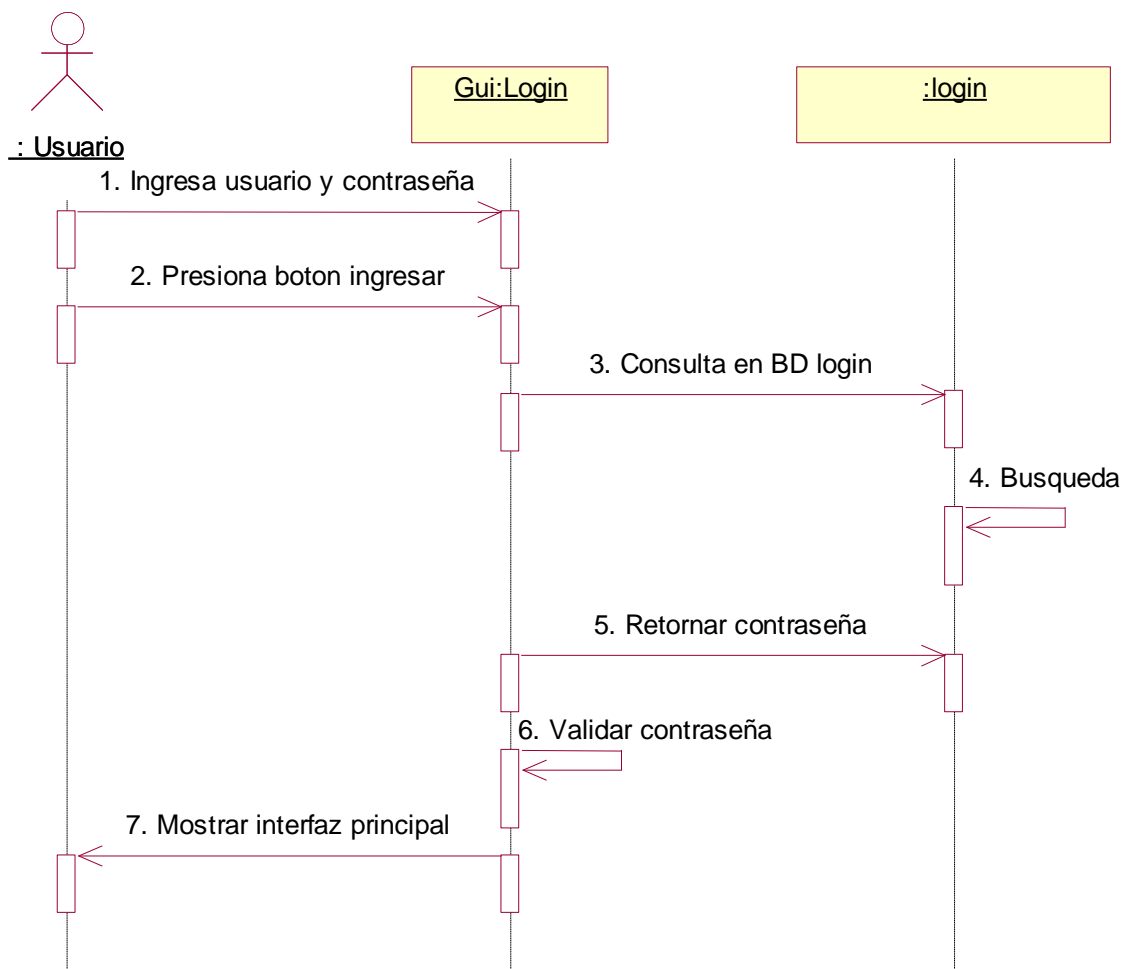 Gui:Login
:login
: Usuario
1. Ingresa usuario y contraseña
2. Presiona boton ingresar
3. Consulta en BD login
4. Busqueda
5. Retornar contraseña
6. Validar contraseña
7. Mostrar interfaz principal